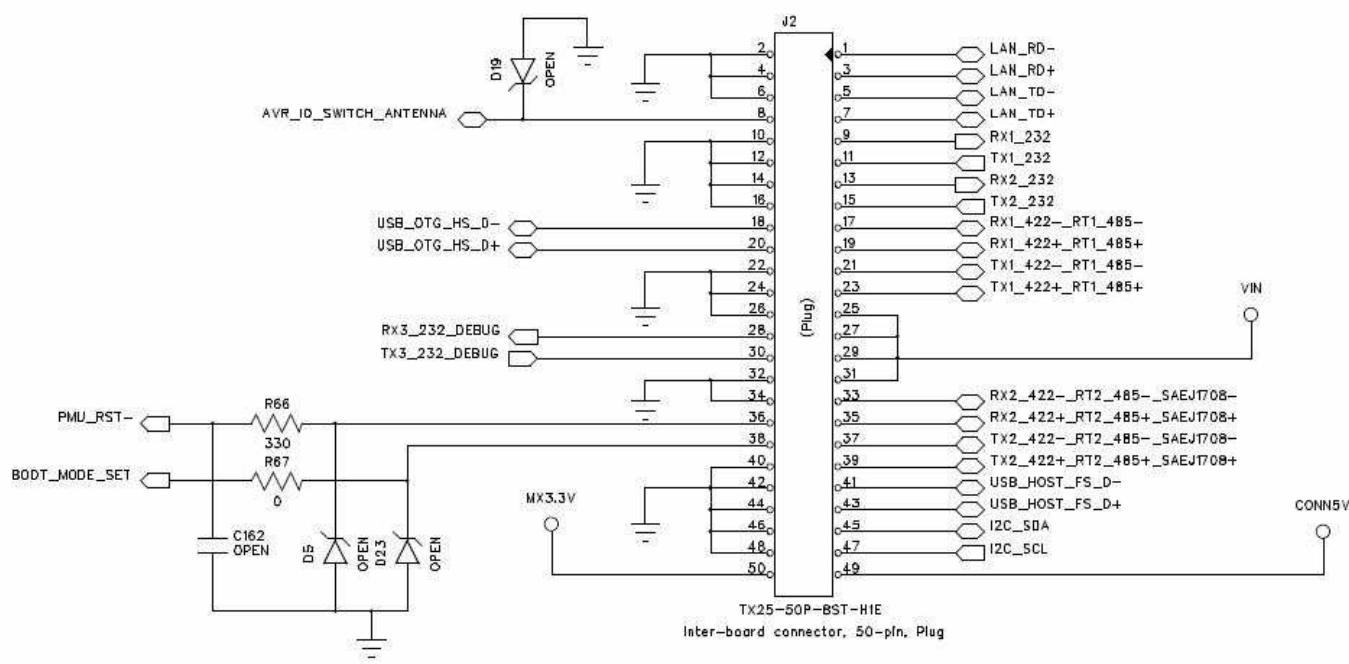 J2
2 1 LAN_RD-
D19 OPEN
4 3 LAN_RD+
6 5 LAN_TD-
AVR_IO_SWITCH_ANTENNA 8 7 LAN_TD+
10 9 RX1_232
12 11 TX1_232
14 13 RX2_232
16 15 TX2_232
USB_OTG_HS_D- 18 17 RX1_422-_RT1_485-
USB_OTG_HS_D+ 20 19 RX1_422+_RT1_485+
22 21 TX1_422-_RT1_485-
24 23 TX1_422+_RT1_485+
VIN
26 25
(Plug)
RX3_232_DEBUG 28 27
TX3_232_DEBUG 30 29
32 31
34 33 RX2_422-_RT2_485-_SAEJ1708-
PMU_RST- R66 330 36 35 RX2_422+_RT2_485+_SAEJ1708+
38 37 TX2_422-_RT2_485-_SAEJ1708-
BOOT_MODE_SET R67 0 40 39 TX2_422+_RT2_485+_SAEJ1708+
42 41 USB_HOST_FS_D-
MX3.3V 44 43 USB_HOST_FS_D+
CONN5V
46 45 I2C_SDA
C162 OPEN
D5 OPEN D23 OPEN
48 47 I2C_SCL
50 49
TX25-50P-8ST-H1E
Inter-board connector, 50-pin, Plug